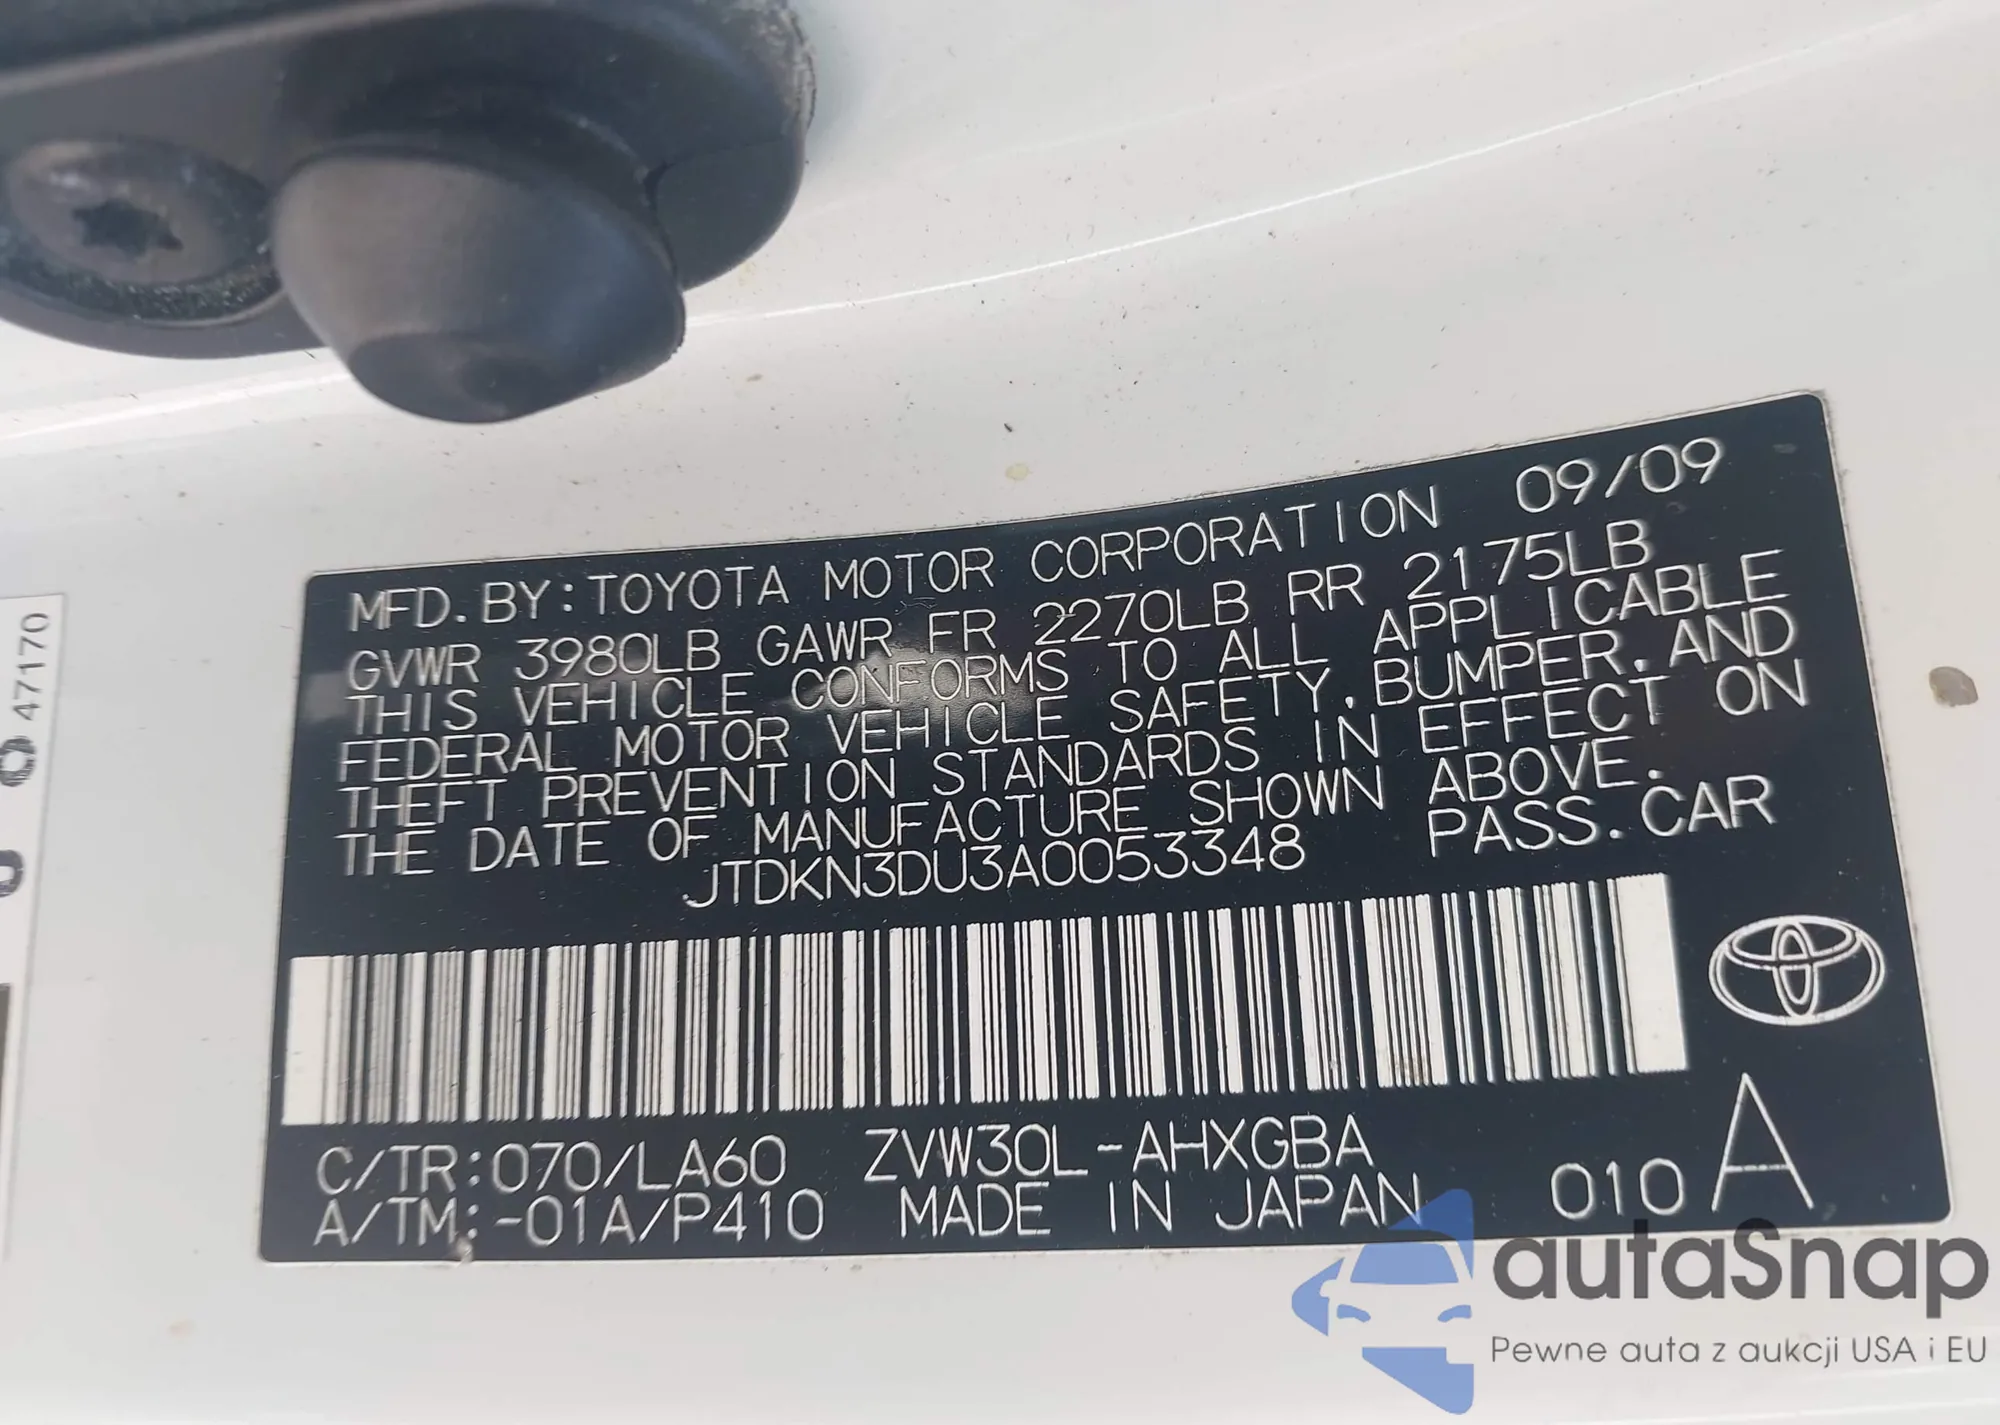 MFD. BY: TOYOTA MOTOR CORPORATION 09/09
GVWR 3980LB GAWR FR 2270LB RR 2175LB
THIS VEHICLE CONFORMS TO ALL APPLICABLE
FEDERAL MOTOR VEHICLE SAFETY, BUMPER, AND
THEFT PREVENTION STANDARDS IN EFFECT ON
THE DATE OF MANUFACTURE SHOWN ABOVE.
JTDKN3DU3A0053348 PASS. CAR
C/TR:070/LA60 ZVW30L-AHXGBA
A/TM:-01A/P410 MADE IN JAPAN 010 A
47170
autaSnap
Pewne auta z aukcji USA i EU